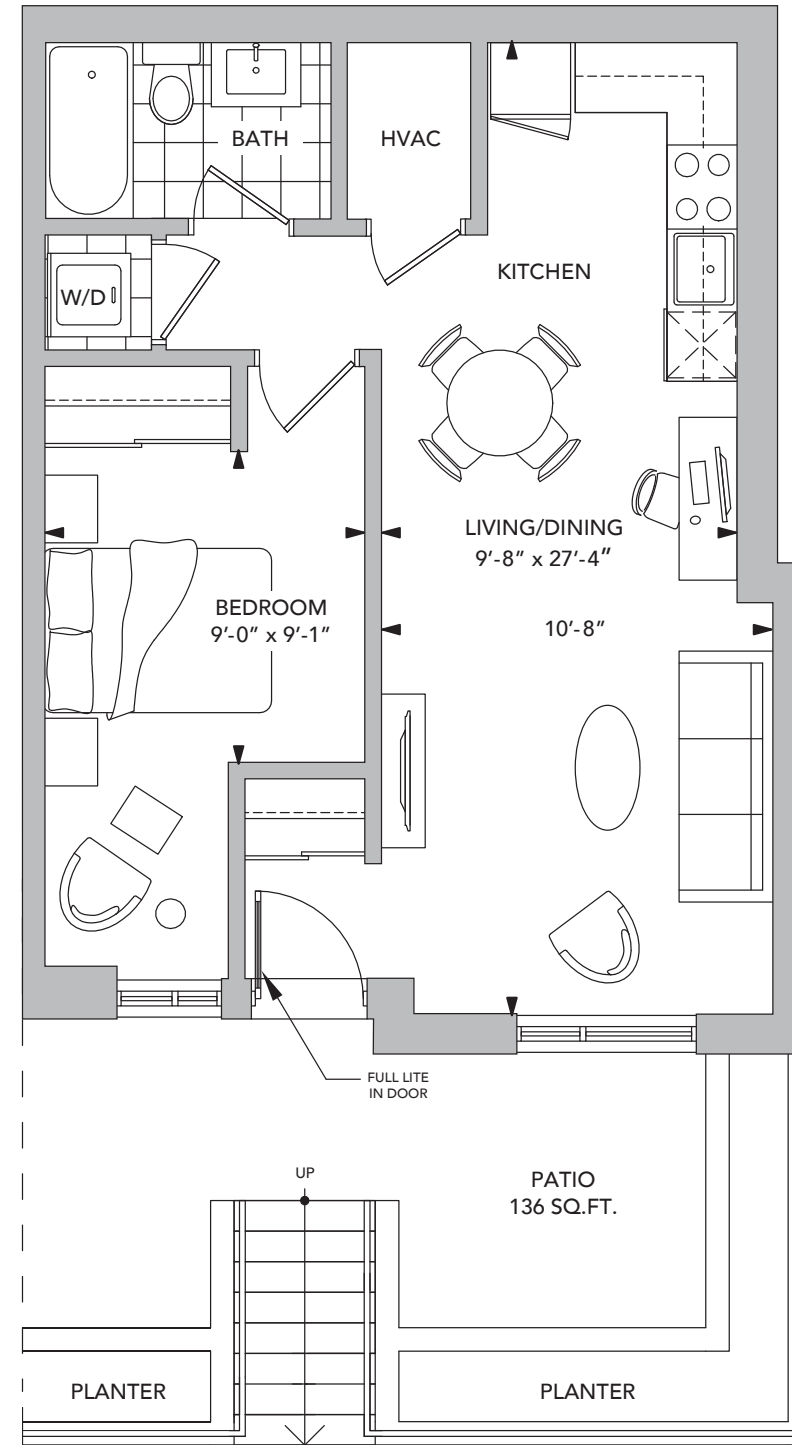 BATH
HVAC
KITCHEN
W/D
LIVING/DINING
9'-8" x 27'-4"
BEDROOM
9'-0" x 9'-1"
10'-8"
FULL LITE
IN DOOR
UP
PATIO
136 SQ.FT.
PLANTER
PLANTER